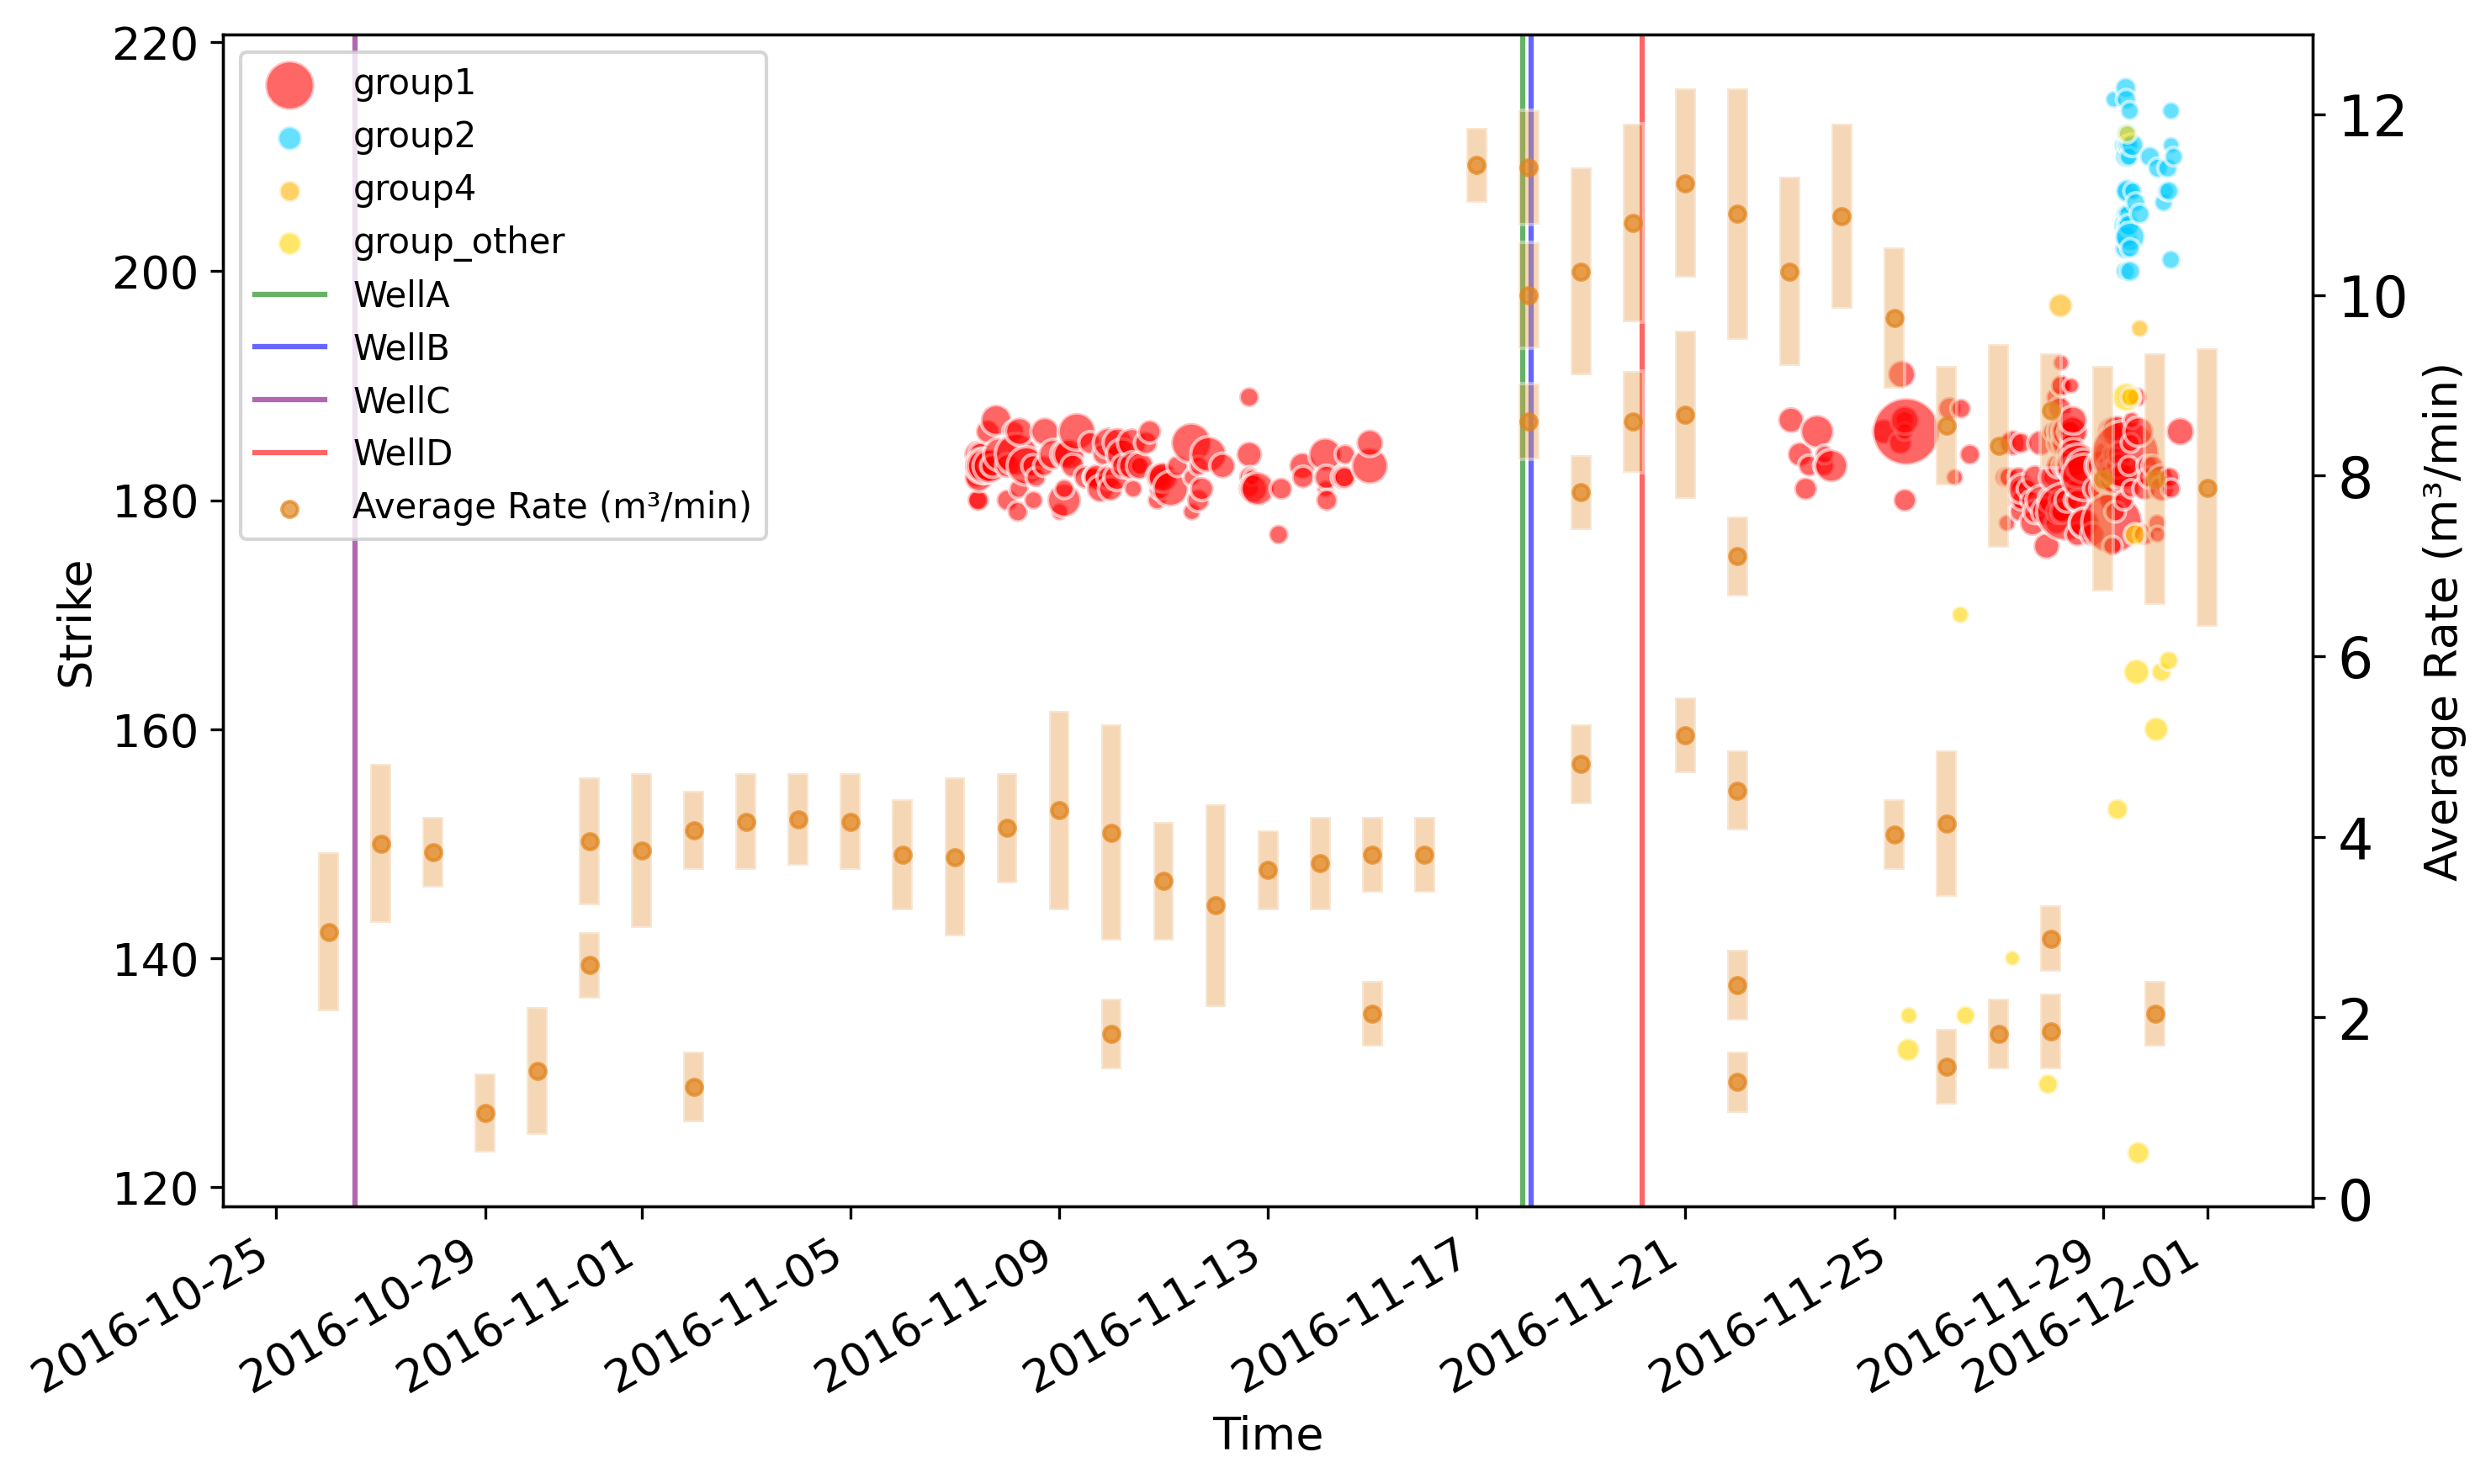 220
200
180
160
140
120
Strike
group1
group2
group4
group_other
WellA
WellB
WellC
WellD
Average Rate (m³/min)
12
10
8
6
4
2
0
Average Rate (m³/min)
2016-10-25
2016-10-29
2016-11-01
2016-11-05
2016-11-09
2016-11-13
2016-11-17
2016-11-21
2016-11-25
2016-11-29
2016-12-01
Time